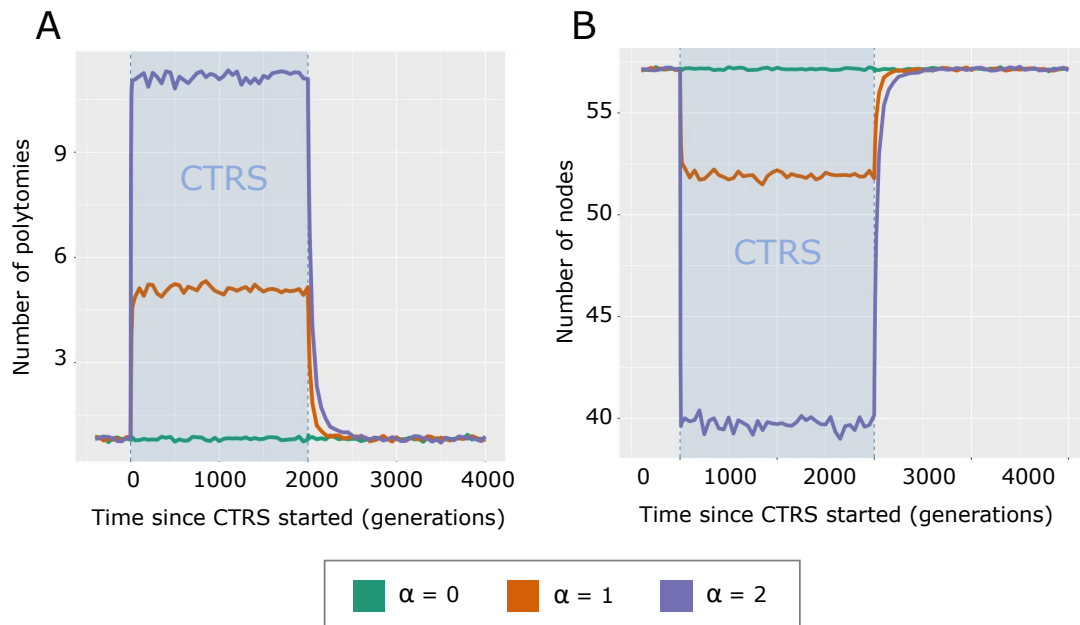 A
Number of polytomies
9
6
3
CTRS
0 1000 2000 3000 4000
Time since CTRS started (generations)
B
Number of nodes
55
50
45
40
CTRS
0 1000 2000 3000 4000
Time since CTRS started (generations)
α = 0 α = 1 α = 2